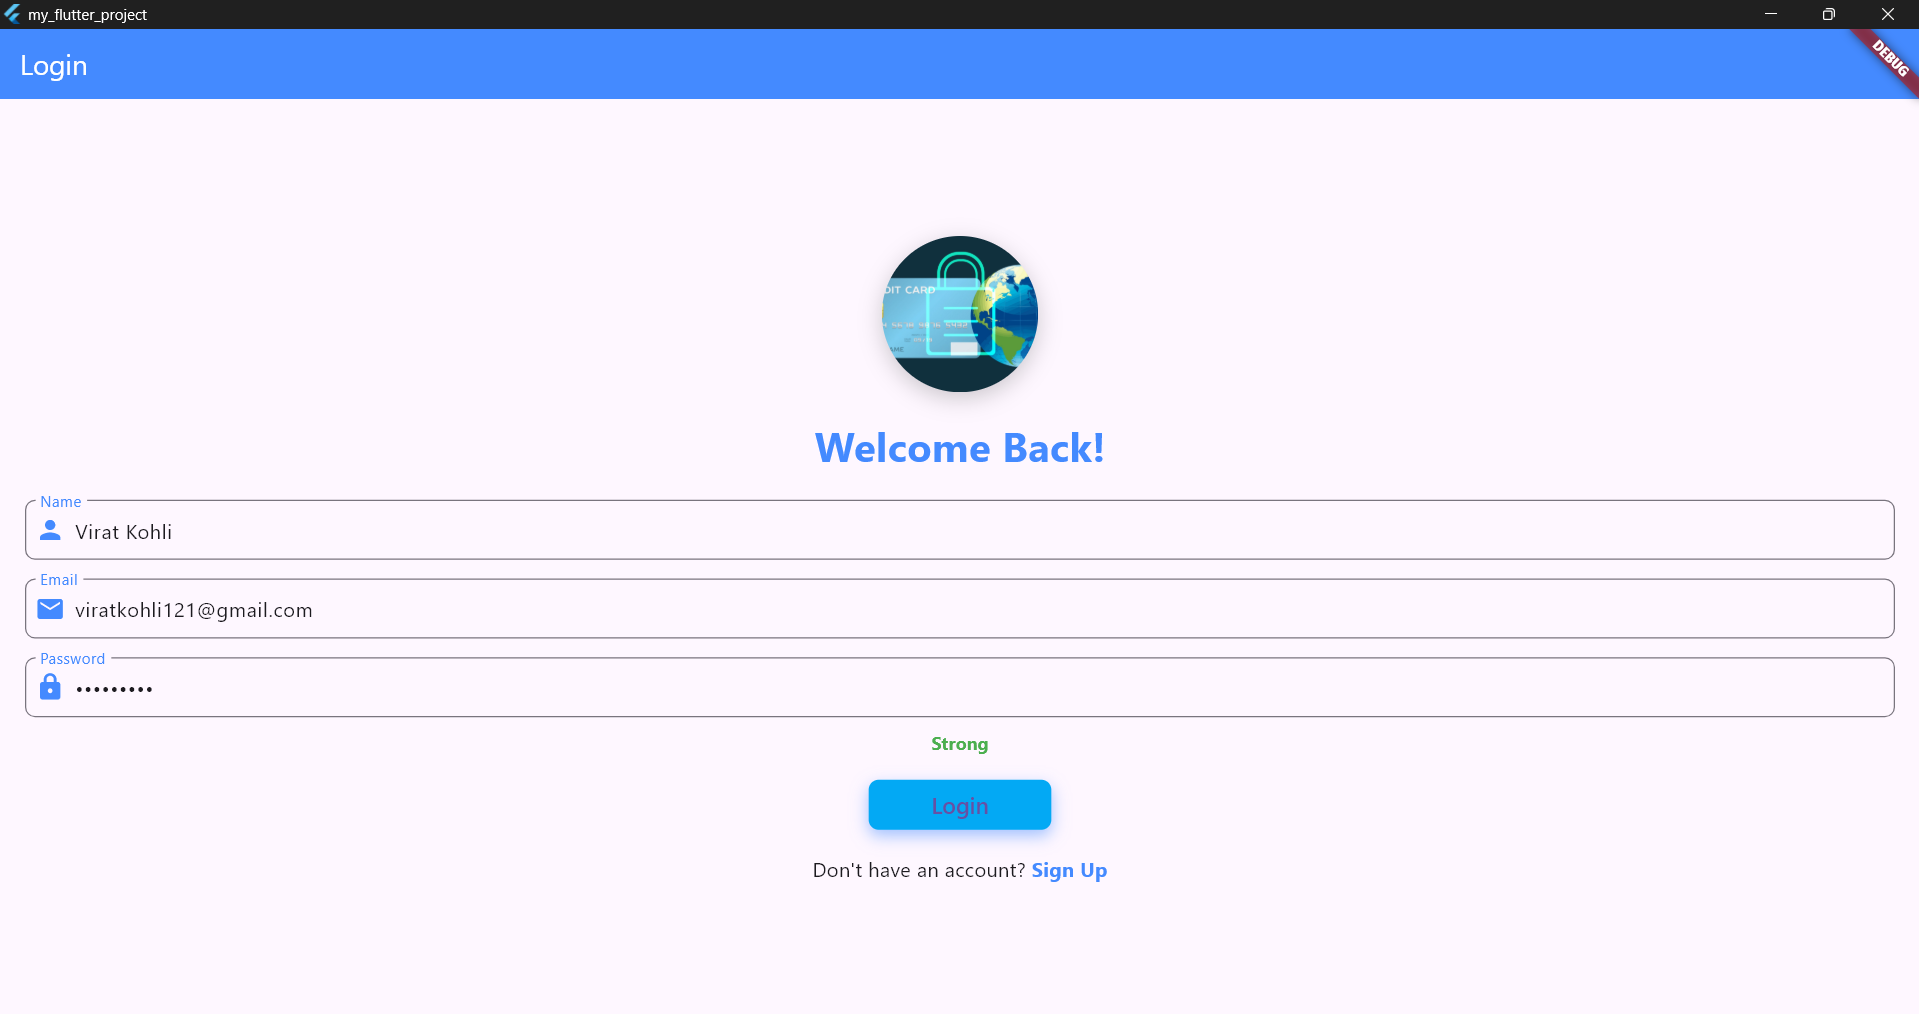 my_flutter_project
Login
DEBUG
DIT CARD
Welcome Back!
Name
Virat Kohli
Email
viratkohli121@gmail.com
Password
•••••••••
Strong
Login
Don't have an account? Sign Up